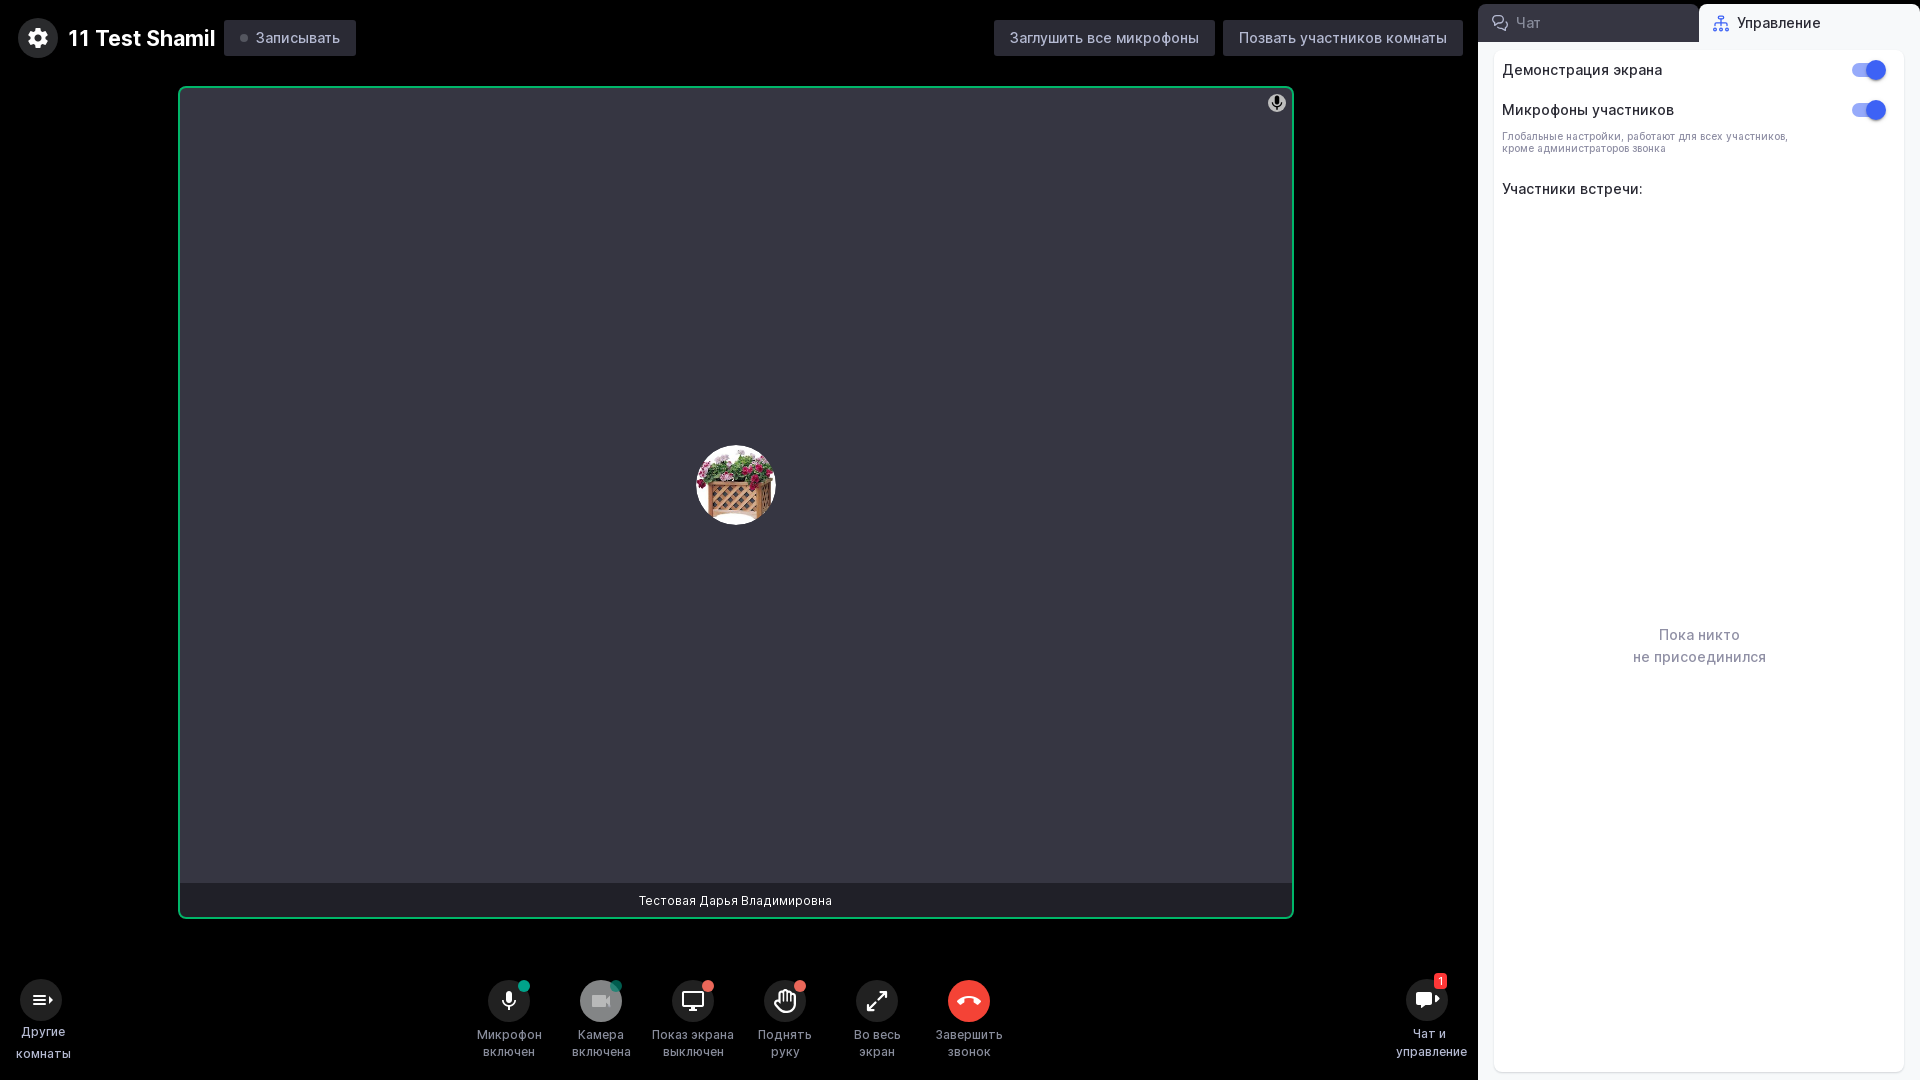 11 Test Shamil
Записывать
Заглушить все микрофоны
Позвать участников комнаты
Чат
Управление
Демонстрация экрана
Микрофоны участников
Глобальные настройки, работают для всех участников,
кроме администраторов звонка
Участники встречи:
Пока никто
не присоединился
Тестовая Дарья Владимировна
Другие
комнаты
Микрофон
включен
Камера
включена
Показ экрана
выключен
Поднять
руку
Во весь
экран
Завершить
звонок
1
Чат и
управление